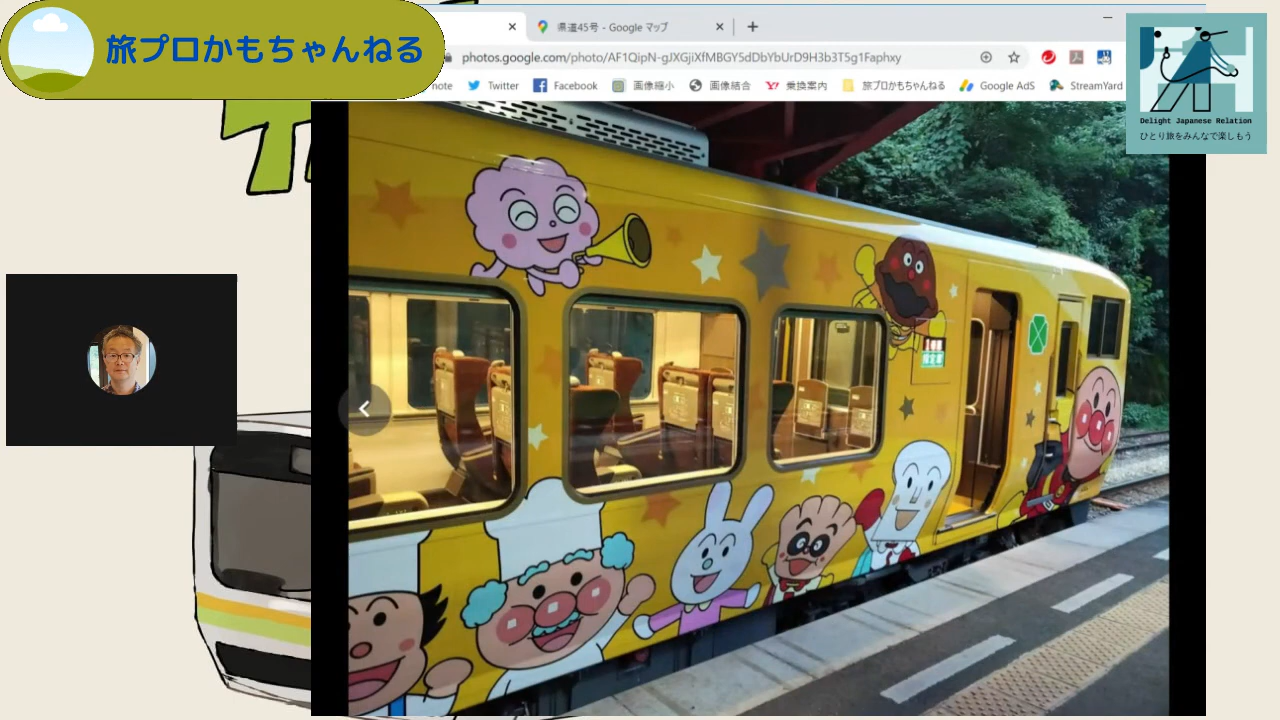 旅プロかもちゃんねる
県道45号 - Google マップ
photos.google.com/photo/AF1QipN-gJXGjiXfMBGY5dDbYbUrD9H3b3T5g1Faphxy
note
Twitter
Facebook
画像縮小
画像結合
Y!
乗換案内
旅プロかもちゃんねる
Google AdS
StreamYard
Delight Japanese Relation
ひとり旅をみんなで楽しもう